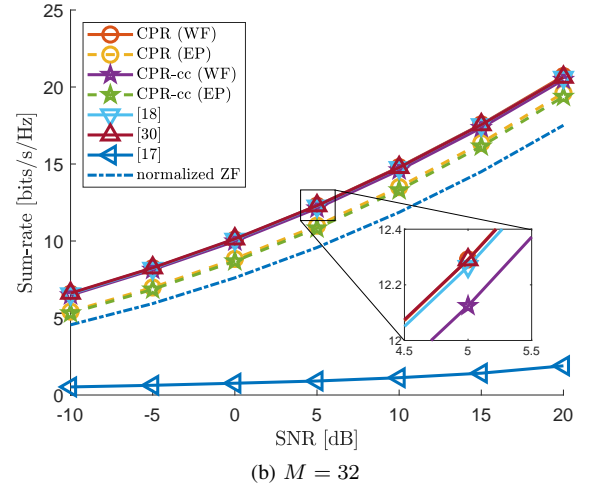 25
20
15
10
5
0
Sum-rate [bits/s/Hz]
CPR (WF)
CPR (EP)
CPR-cc (WF)
CPR-cc (EP)
[18]
[30]
[17]
normalized ZF
12.4
12.2
12
4.5 5 5.5
-10 -5 0 5 10 15 20
SNR [dB]
(b) M = 32